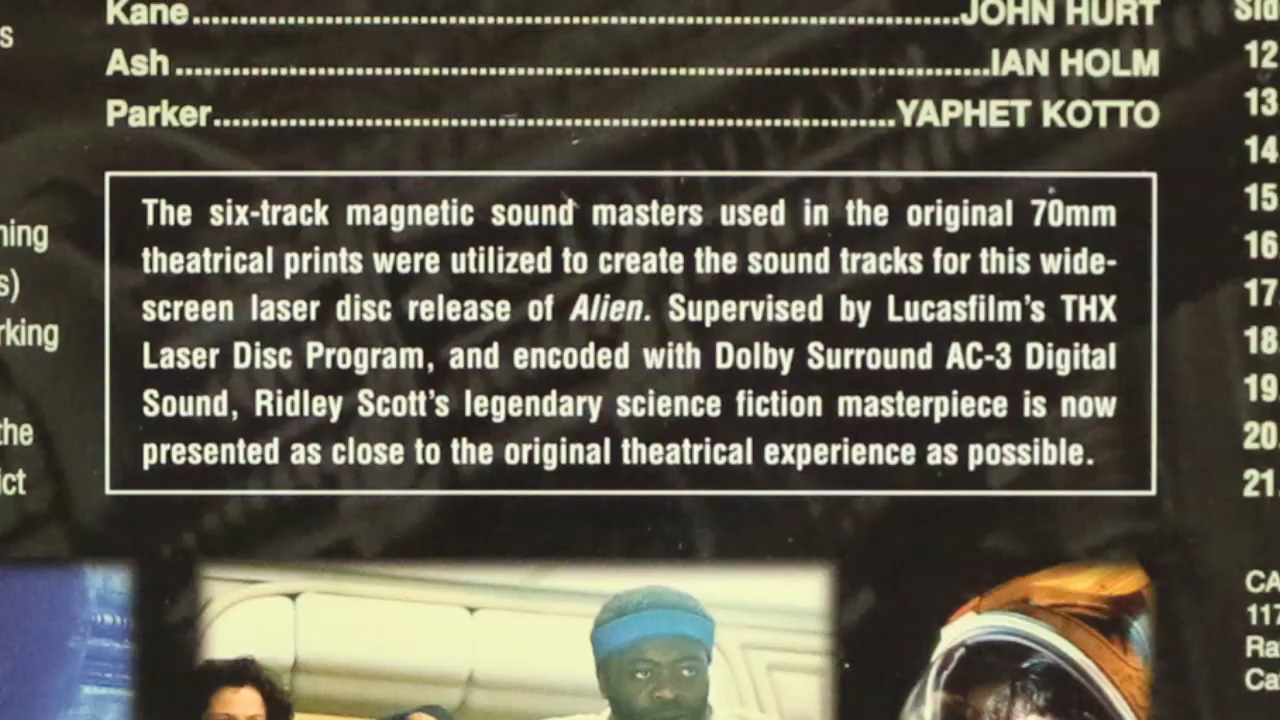 Kane...JOHN HURT
Ash...IAN HOLM
Parker...YAPHET KOTTO
The six-track magnetic sound masters used in the original 70mm
theatrical prints were utilized to create the sound tracks for this wide-
screen laser disc release of Alien. Supervised by Lucasfilm's THX
Laser Disc Program, and encoded with Dolby Surround AC-3 Digital
Sound, Ridley Scott's legendary science fiction masterpiece is now
presented as close to the original theatrical experience as possible.
the
12
13
14
15
16
17
18
19
20
21